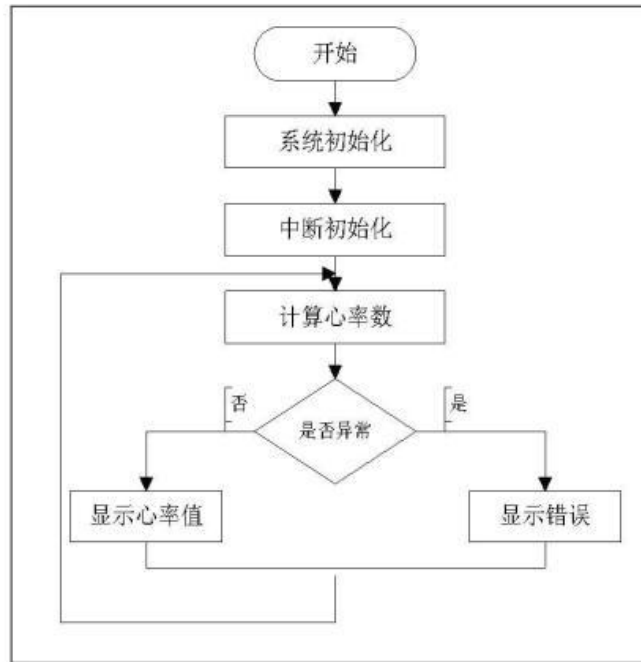 开始
系统初始化
中断初始化
计算心率数
否
是
是否异常
显示心率值
显示错误